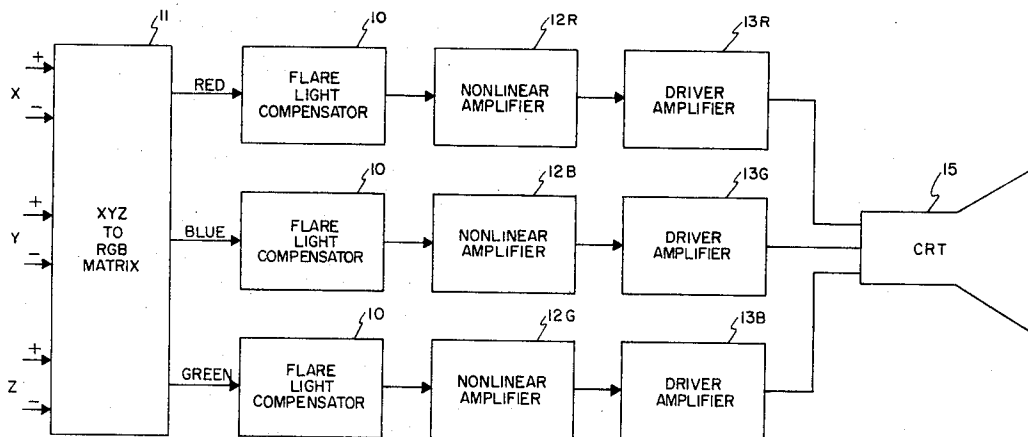 11
10
12R
13R
+
X
−
RED
FLARE
LIGHT
COMPENSATOR
NONLINEAR
AMPLIFIER
DRIVER
AMPLIFIER
10
12B
13G
15
+
Y
−
XYZ
TO
RGB
MATRIX
BLUE
FLARE
LIGHT
COMPENSATOR
NONLINEAR
AMPLIFIER
DRIVER
AMPLIFIER
CRT
10
12G
13B
+
Z
−
GREEN
FLARE
LIGHT
COMPENSATOR
NONLINEAR
AMPLIFIER
DRIVER
AMPLIFIER